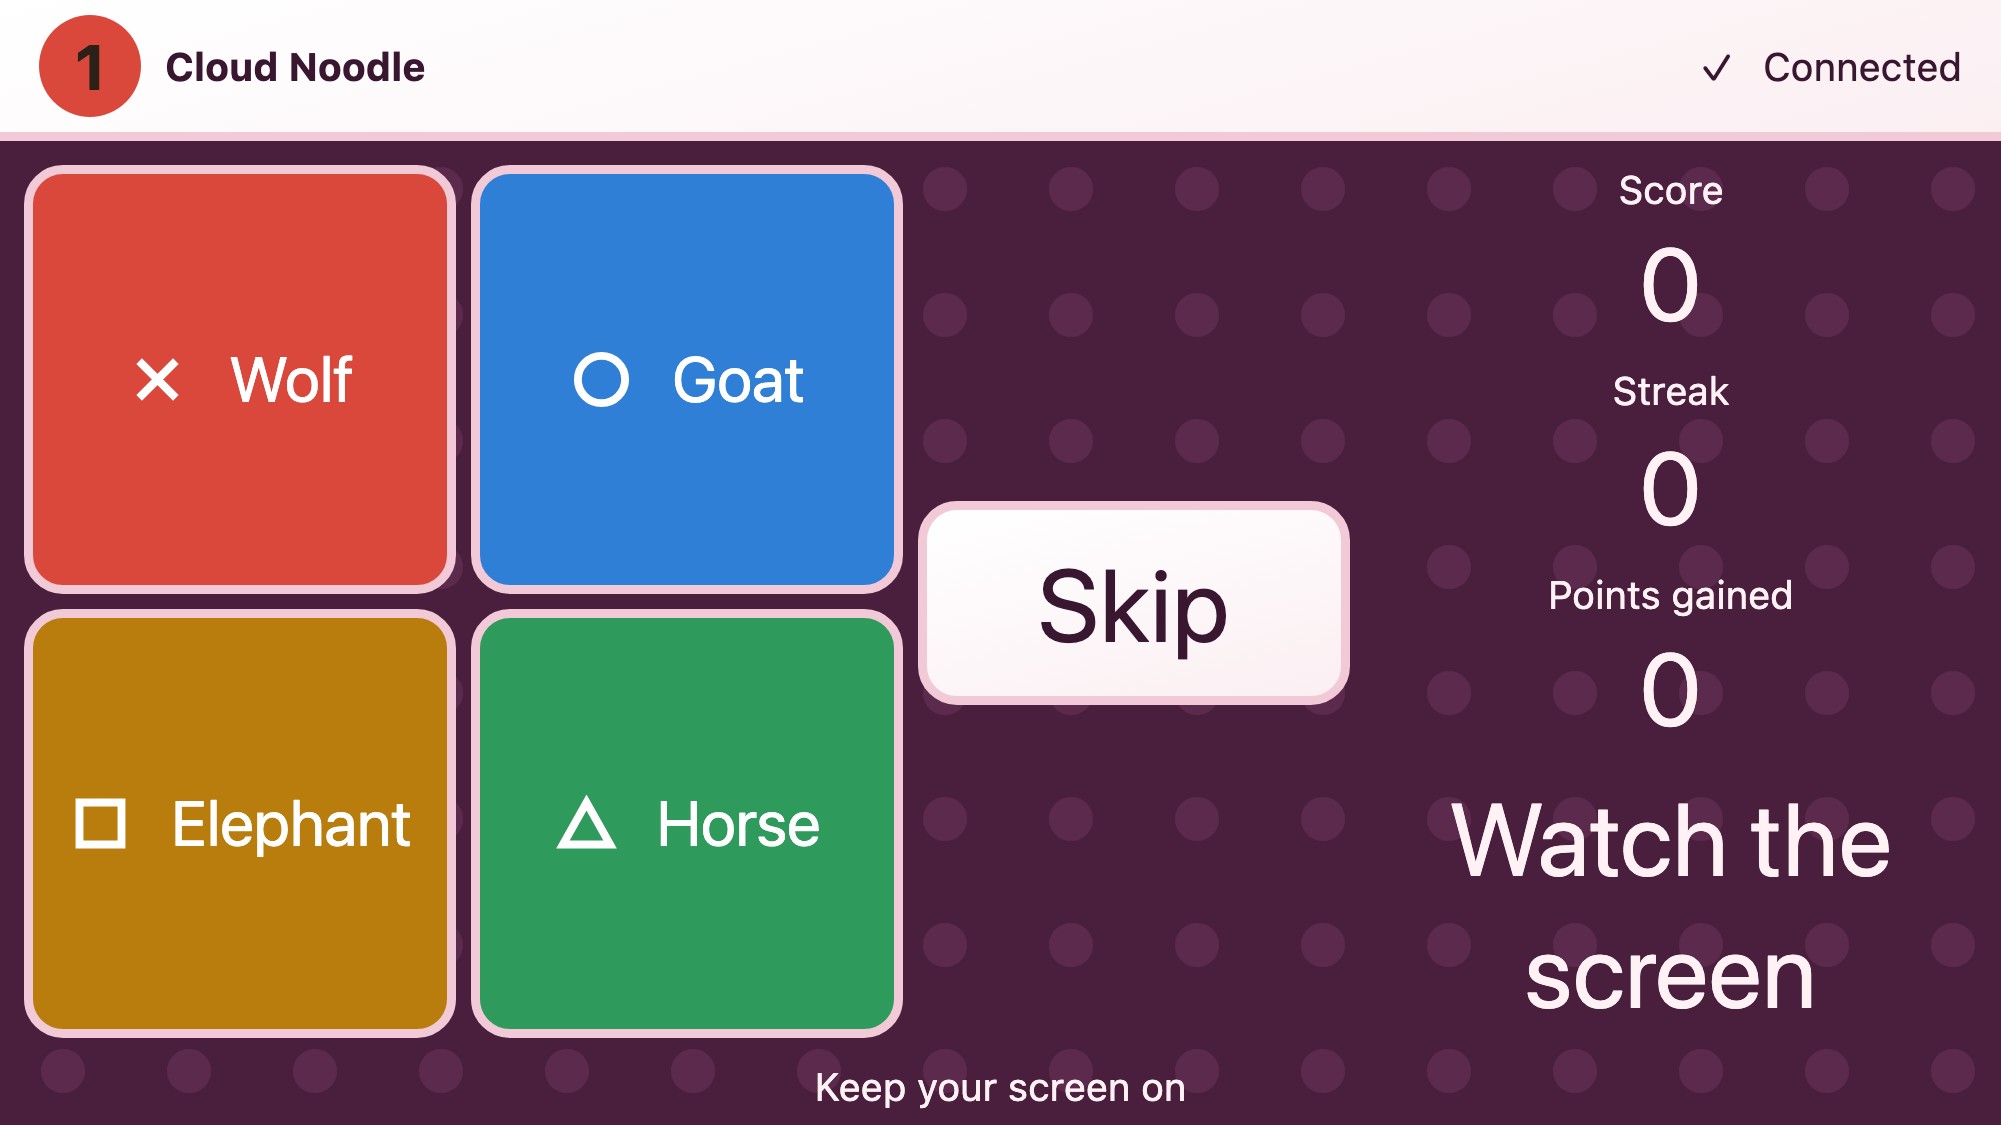 1
Cloud Noodle
✓ Connected
Wolf
Goat
Elephant
Horse
Skip
Score
0
Streak
0
Points gained
0
Watch the
screen
Keep your screen on